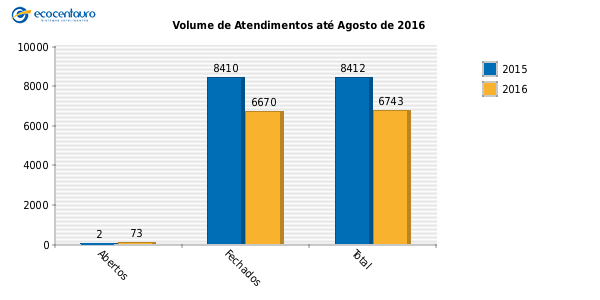 ecocentauro
Volume de Atendimentos até Agosto de 2016
10000
8000
6000
4000
2000
0
2
73
8410
6670
8412
6743
Abertos
Fechados
Total
2015
2016